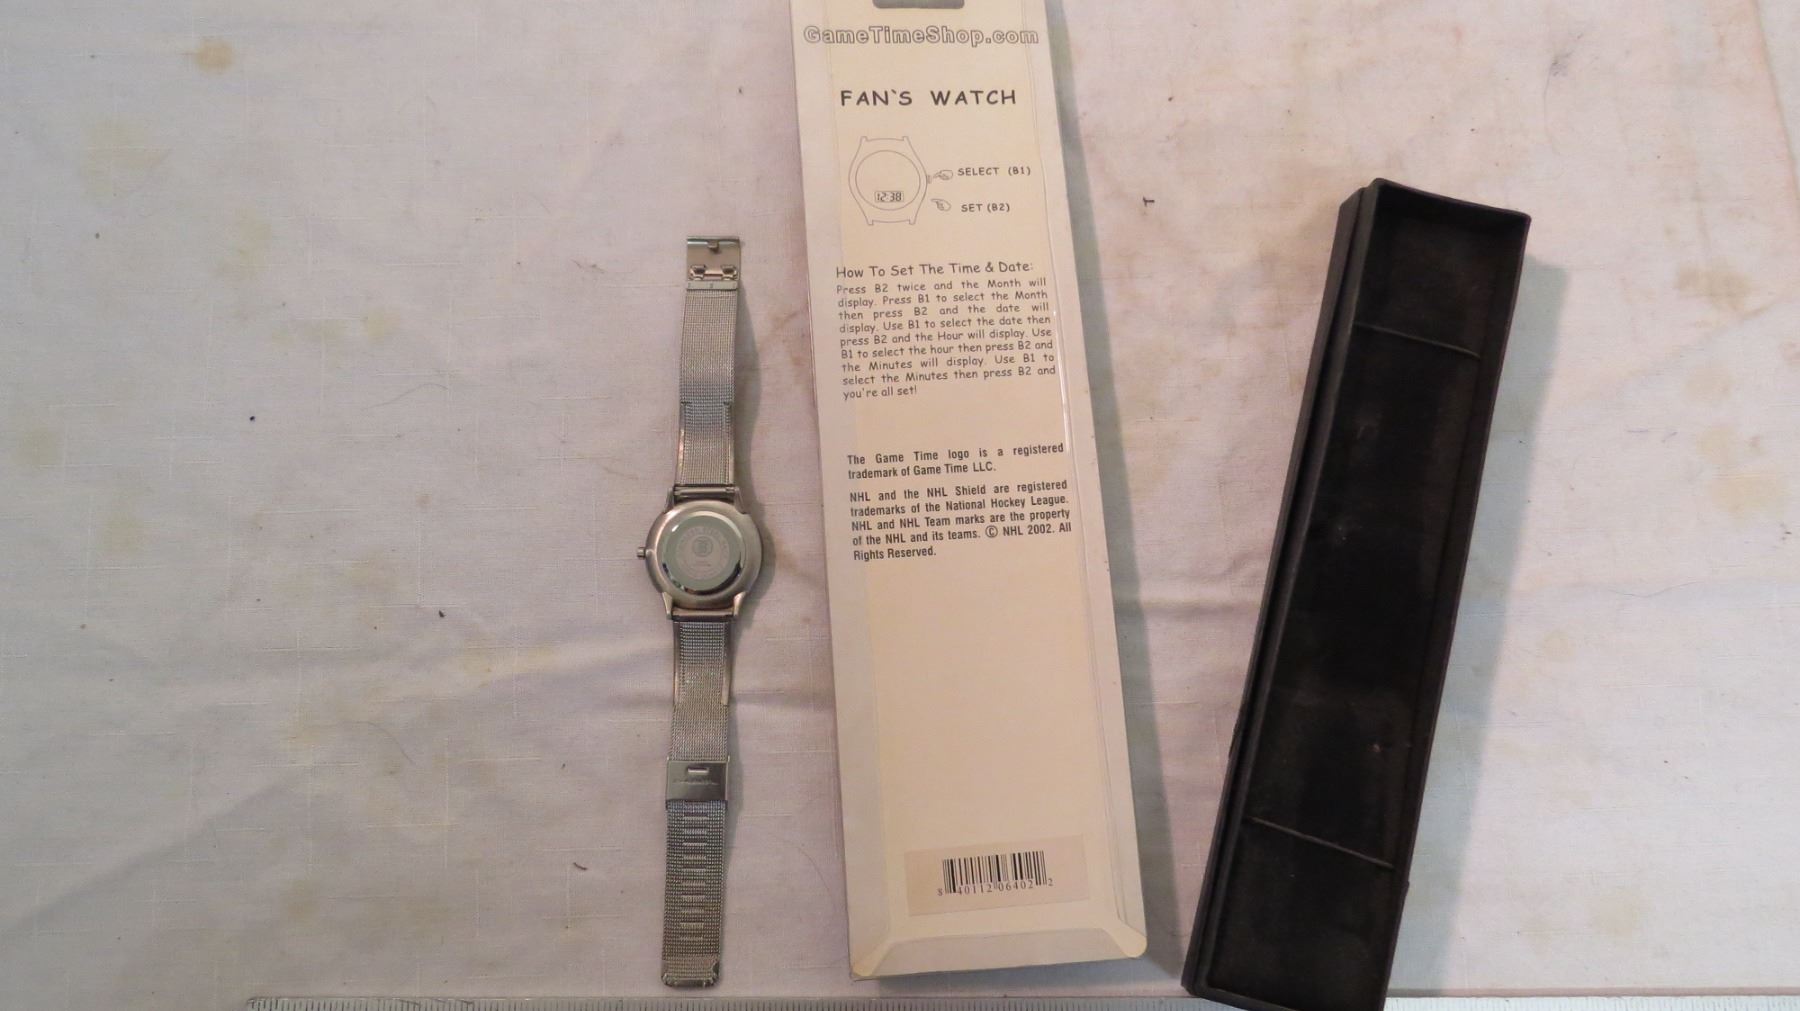 GameTimeShop.com
FAN`S WATCH
SELECT (B1)
12:38
SET (B2)
How To Set The Time & Date:
Press B2 twice and the Month will
display. Press B1 to select the Month
then press B2 and the date will
display. Use B1 to select the date then
press B2 and the Hour will display. Use
B1 to select the hour then press B2 and
the Minutes will display. Use B1 to
select the Minutes then press B2 and
you're all set!
The Game Time logo is a registered
trademark of Game Time LLC.
NHL and the NHL Shield are registered
trademarks of the National Hockey League.
NHL and NHL Team marks are the property
of the NHL and its teams. © NHL 2002. All
Rights Reserved.
8 40112 06402 2